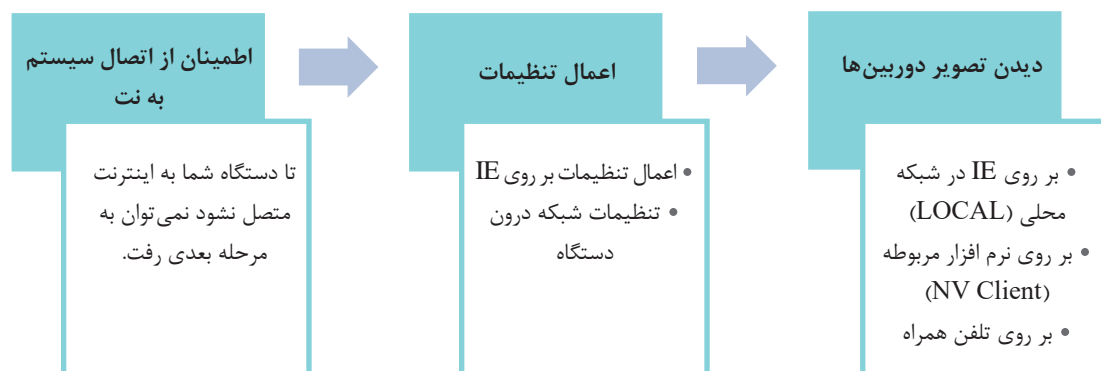 اطمینان از اتصال سیستم
به نت
تا دستگاه شما به اینترنت
متصل نشود نمی‌توان به
مرحله بعدی رفت.
اعمال تنظیمات
• اعمال تنظیمات بر روی IE
• تنظیمات شبکه درون
دستگاه
دیدن تصویر دوربین‌ها
• بر روی IE در شبکه
محلی (LOCAL)
• بر روی نرم افزار مربوطه
(NV Client)
• بر روی تلفن همراه